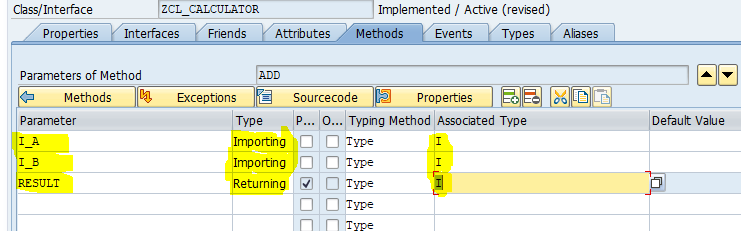 Class/Interface ZCL_CALCULATOR Implemented / Active (revised)
Properties Interfaces Friends Attributes Methods Events Types Aliases
Parameters of Method ADD
Methods Exceptions Sourcecode Properties
Parameter Type P... O... Typing Method Associated Type Default Value
I_A Importing Type I
I_B Importing Type I
RESULT Returning Type I
Type
Type